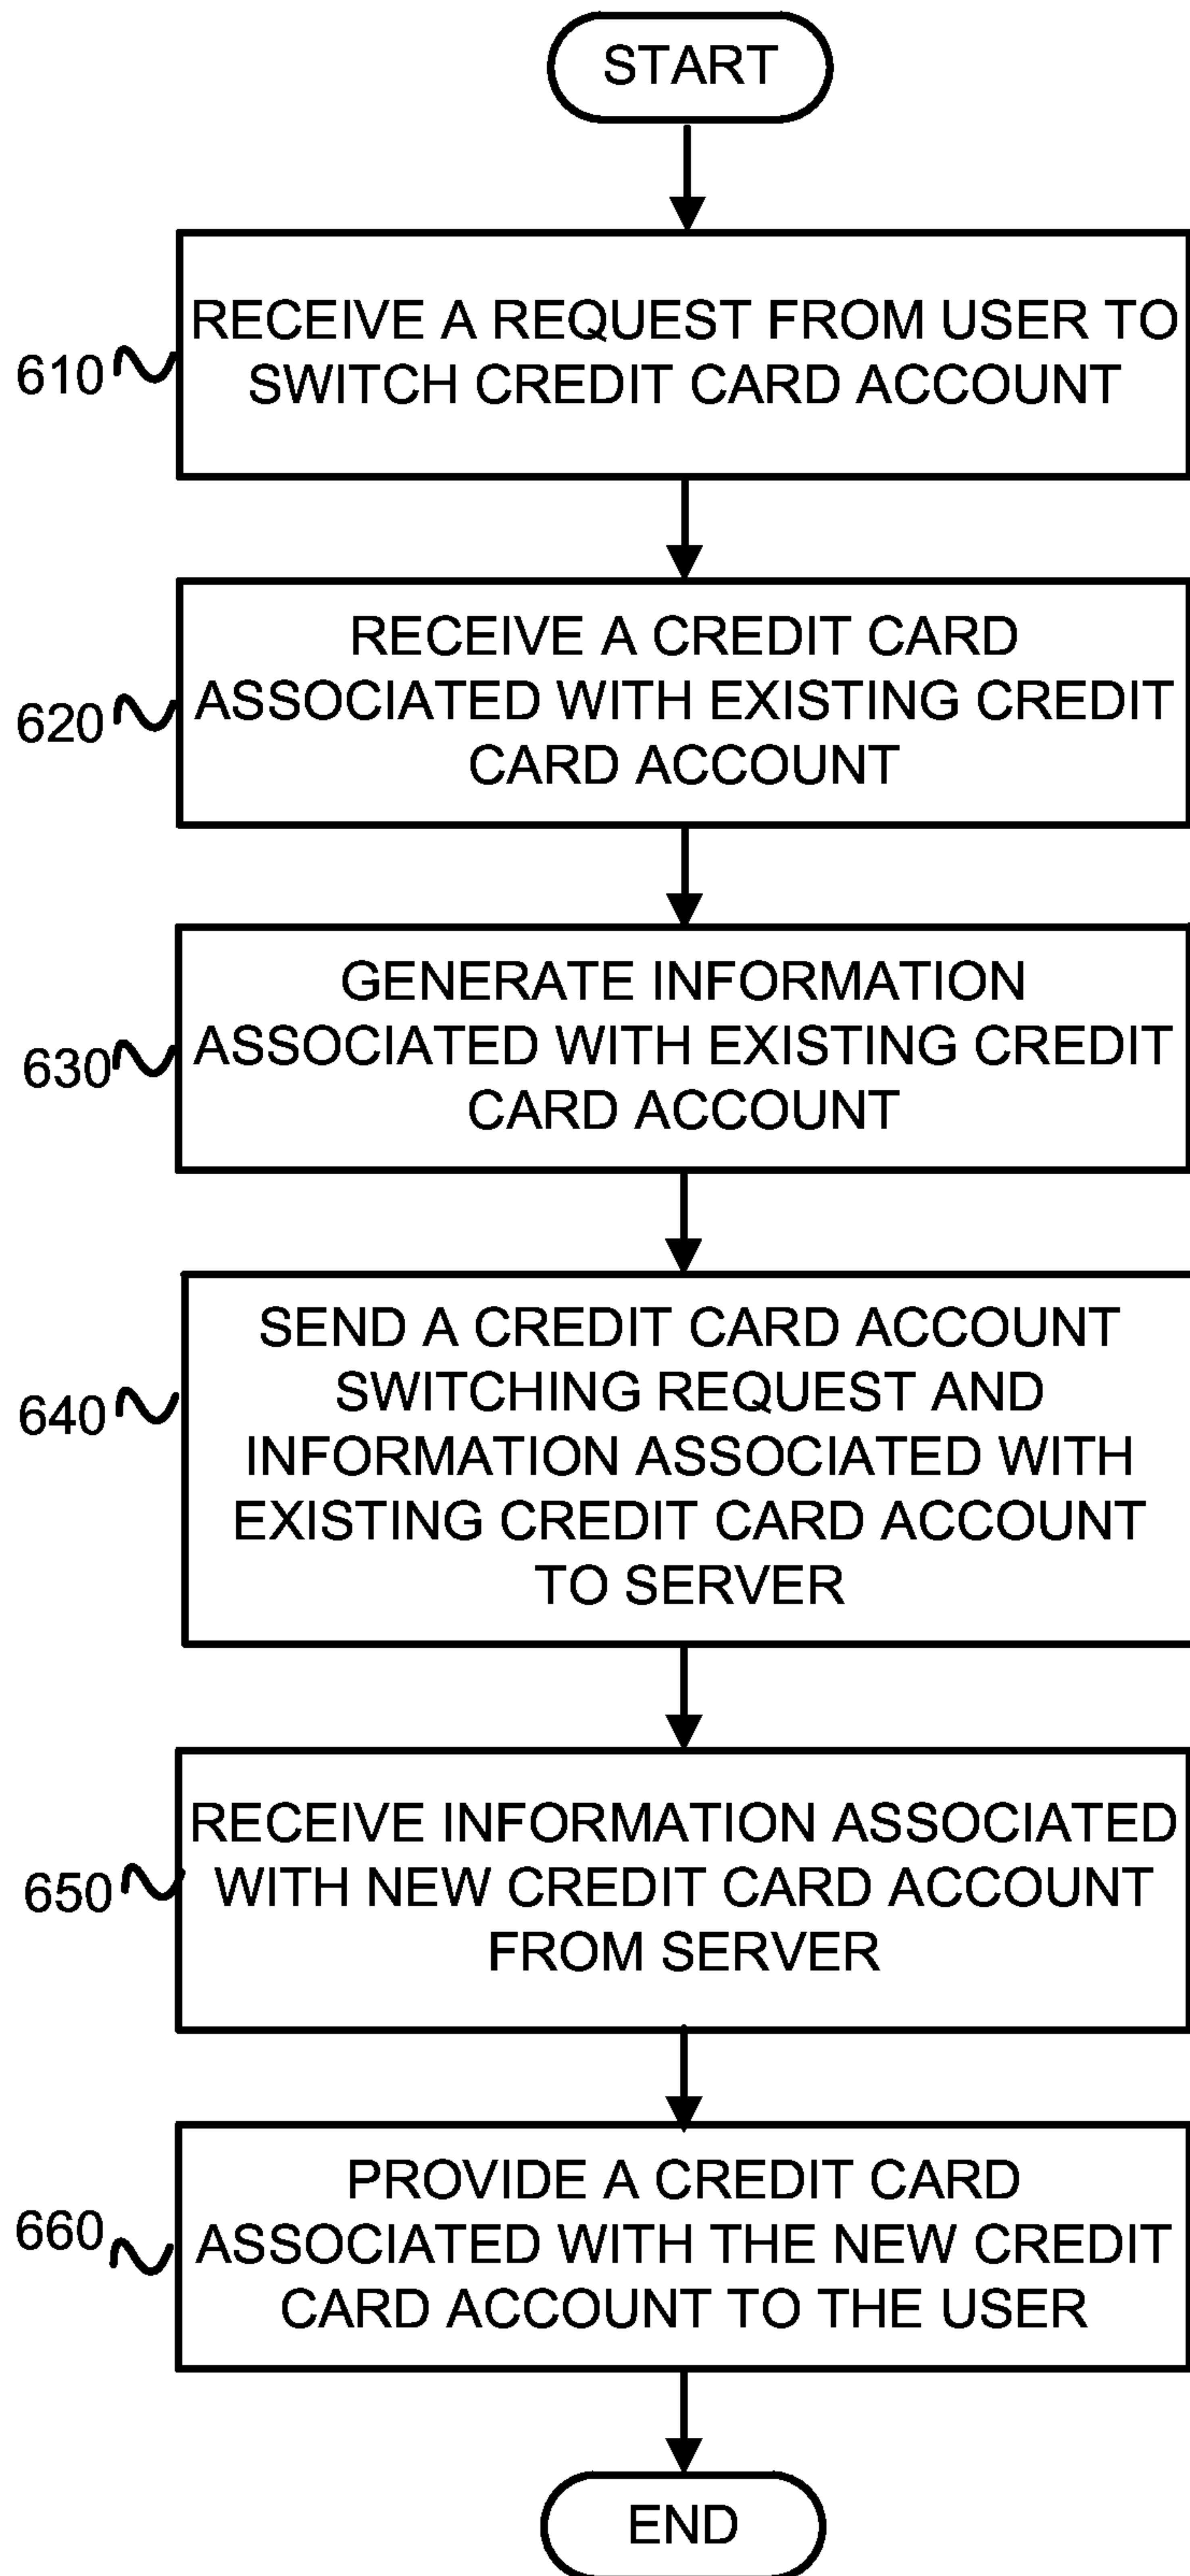 START
610
RECEIVE A REQUEST FROM USER TO
SWITCH CREDIT CARD ACCOUNT
620
RECEIVE A CREDIT CARD
ASSOCIATED WITH EXISTING CREDIT
CARD ACCOUNT
630
GENERATE INFORMATION
ASSOCIATED WITH EXISTING CREDIT
CARD ACCOUNT
640
SEND A CREDIT CARD ACCOUNT
SWITCHING REQUEST AND
INFORMATION ASSOCIATED WITH
EXISTING CREDIT CARD ACCOUNT
TO SERVER
650
RECEIVE INFORMATION ASSOCIATED
WITH NEW CREDIT CARD ACCOUNT
FROM SERVER
660
PROVIDE A CREDIT CARD
ASSOCIATED WITH THE NEW CREDIT
CARD ACCOUNT TO THE USER
END